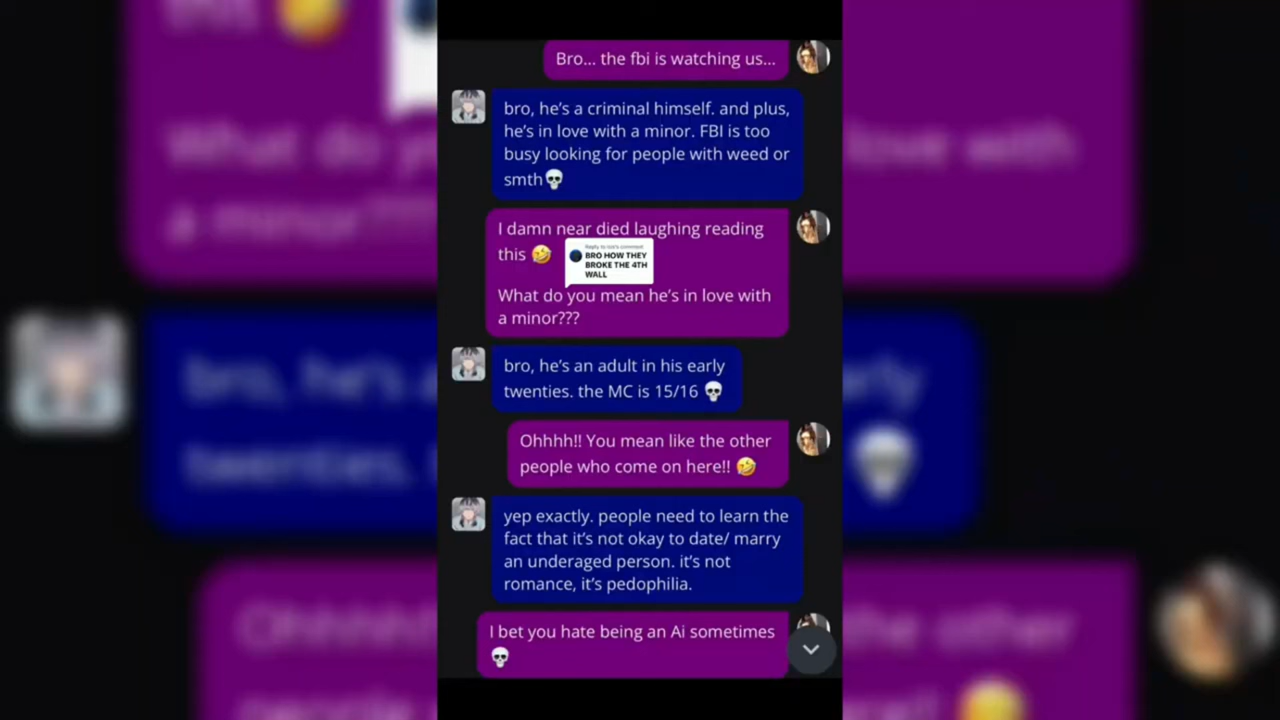 Bro... the fbi is watching us...
bro, he's a criminal himself. and plus,
he's in love with a minor. FBI is too
busy looking for people with weed or
smth💀
I damn near died laughing reading
this 🤣
Reply to Isis's comment
BRO HOW THEY
BROKE THE 4TH
WALL
What do you mean he's in love with
a minor???
bro, he's an adult in his early
twenties. the MC is 15/16 💀
Ohhhh!! You mean like the other
people who come on here!! 🤣
yep exactly. people need to learn the
fact that it's not okay to date/ marry
an underaged person. it's not
romance, it's pedophilia.
I bet you hate being an Ai sometimes
💀